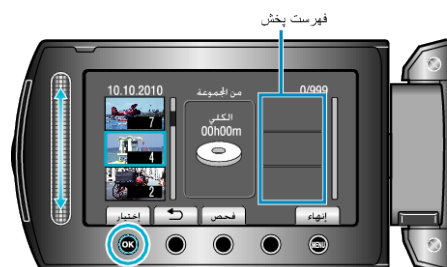 فهرست پخش
10.10.2010
من المجموعة
0/999
7
الكلي
00h00m
4
2
إختيار
فحص
إنهاء
OK
MENU